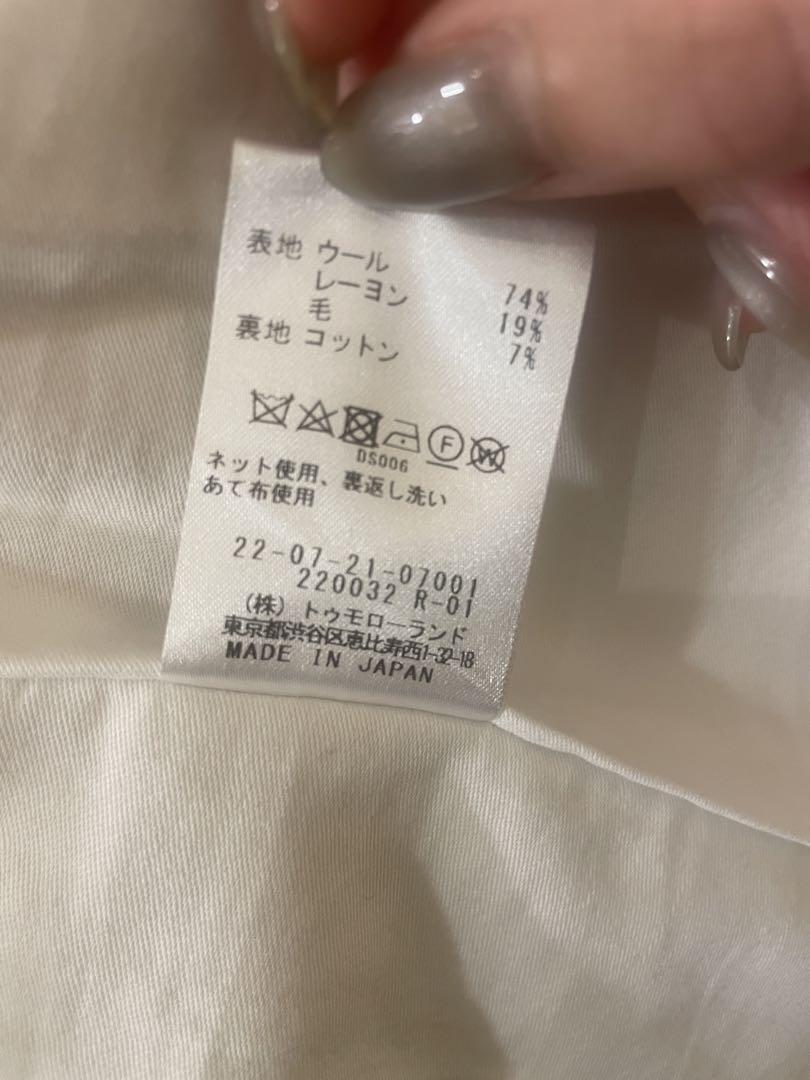 表地 ウール 74%
レーヨン 19%
毛 7%
裏地 コットン
F W
DS006
ネット使用、裏返し洗い
あて布使用
22-07-21-07001
220032 R-01
(株) トゥモローランド
東京都渋谷区恵比寿西1-32-18
MADE IN JAPAN